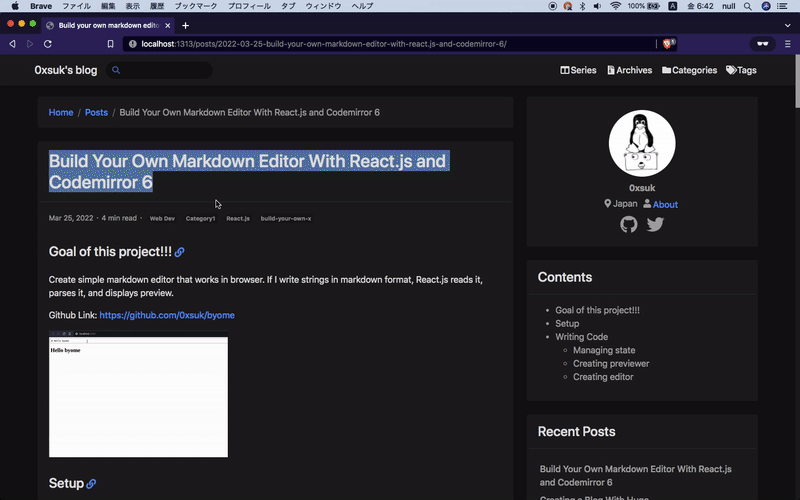 Brave ファイル 編集 表示 履歴 ブックマーク プロフィール タブ ウィンドウ ヘルプ 100% 金 6:42 null
Build your own markdown edito
localhost:1313/posts/2022-03-25-build-your-own-markdown-editor-with-react.js-and-codemirror-6/
0xsuk's blog
Series Archives Categories Tags
Home / Posts / Build Your Own Markdown Editor With React.js and Codemirror 6
Build Your Own Markdown Editor With React.js and
Codemirror 6
Mar 25, 2022 · 4 min read · Web Dev Category1 React.js build-your-own-x
Goal of this project!!!
Create simple markdown editor that works in browser. If I write strings in markdown format, React.js reads it,
parses it, and displays preview.
Github Link: https://github.com/0xsuk/byome
Hello byome
Setup
0xsuk
Japan About
Contents
Goal of this project!!!
Setup
Writing Code
Managing state
Creating previewer
Creating editor
Recent Posts
Build Your Own Markdown Editor With React.js
and Codemirror 6
Creating a Blog With Hugo